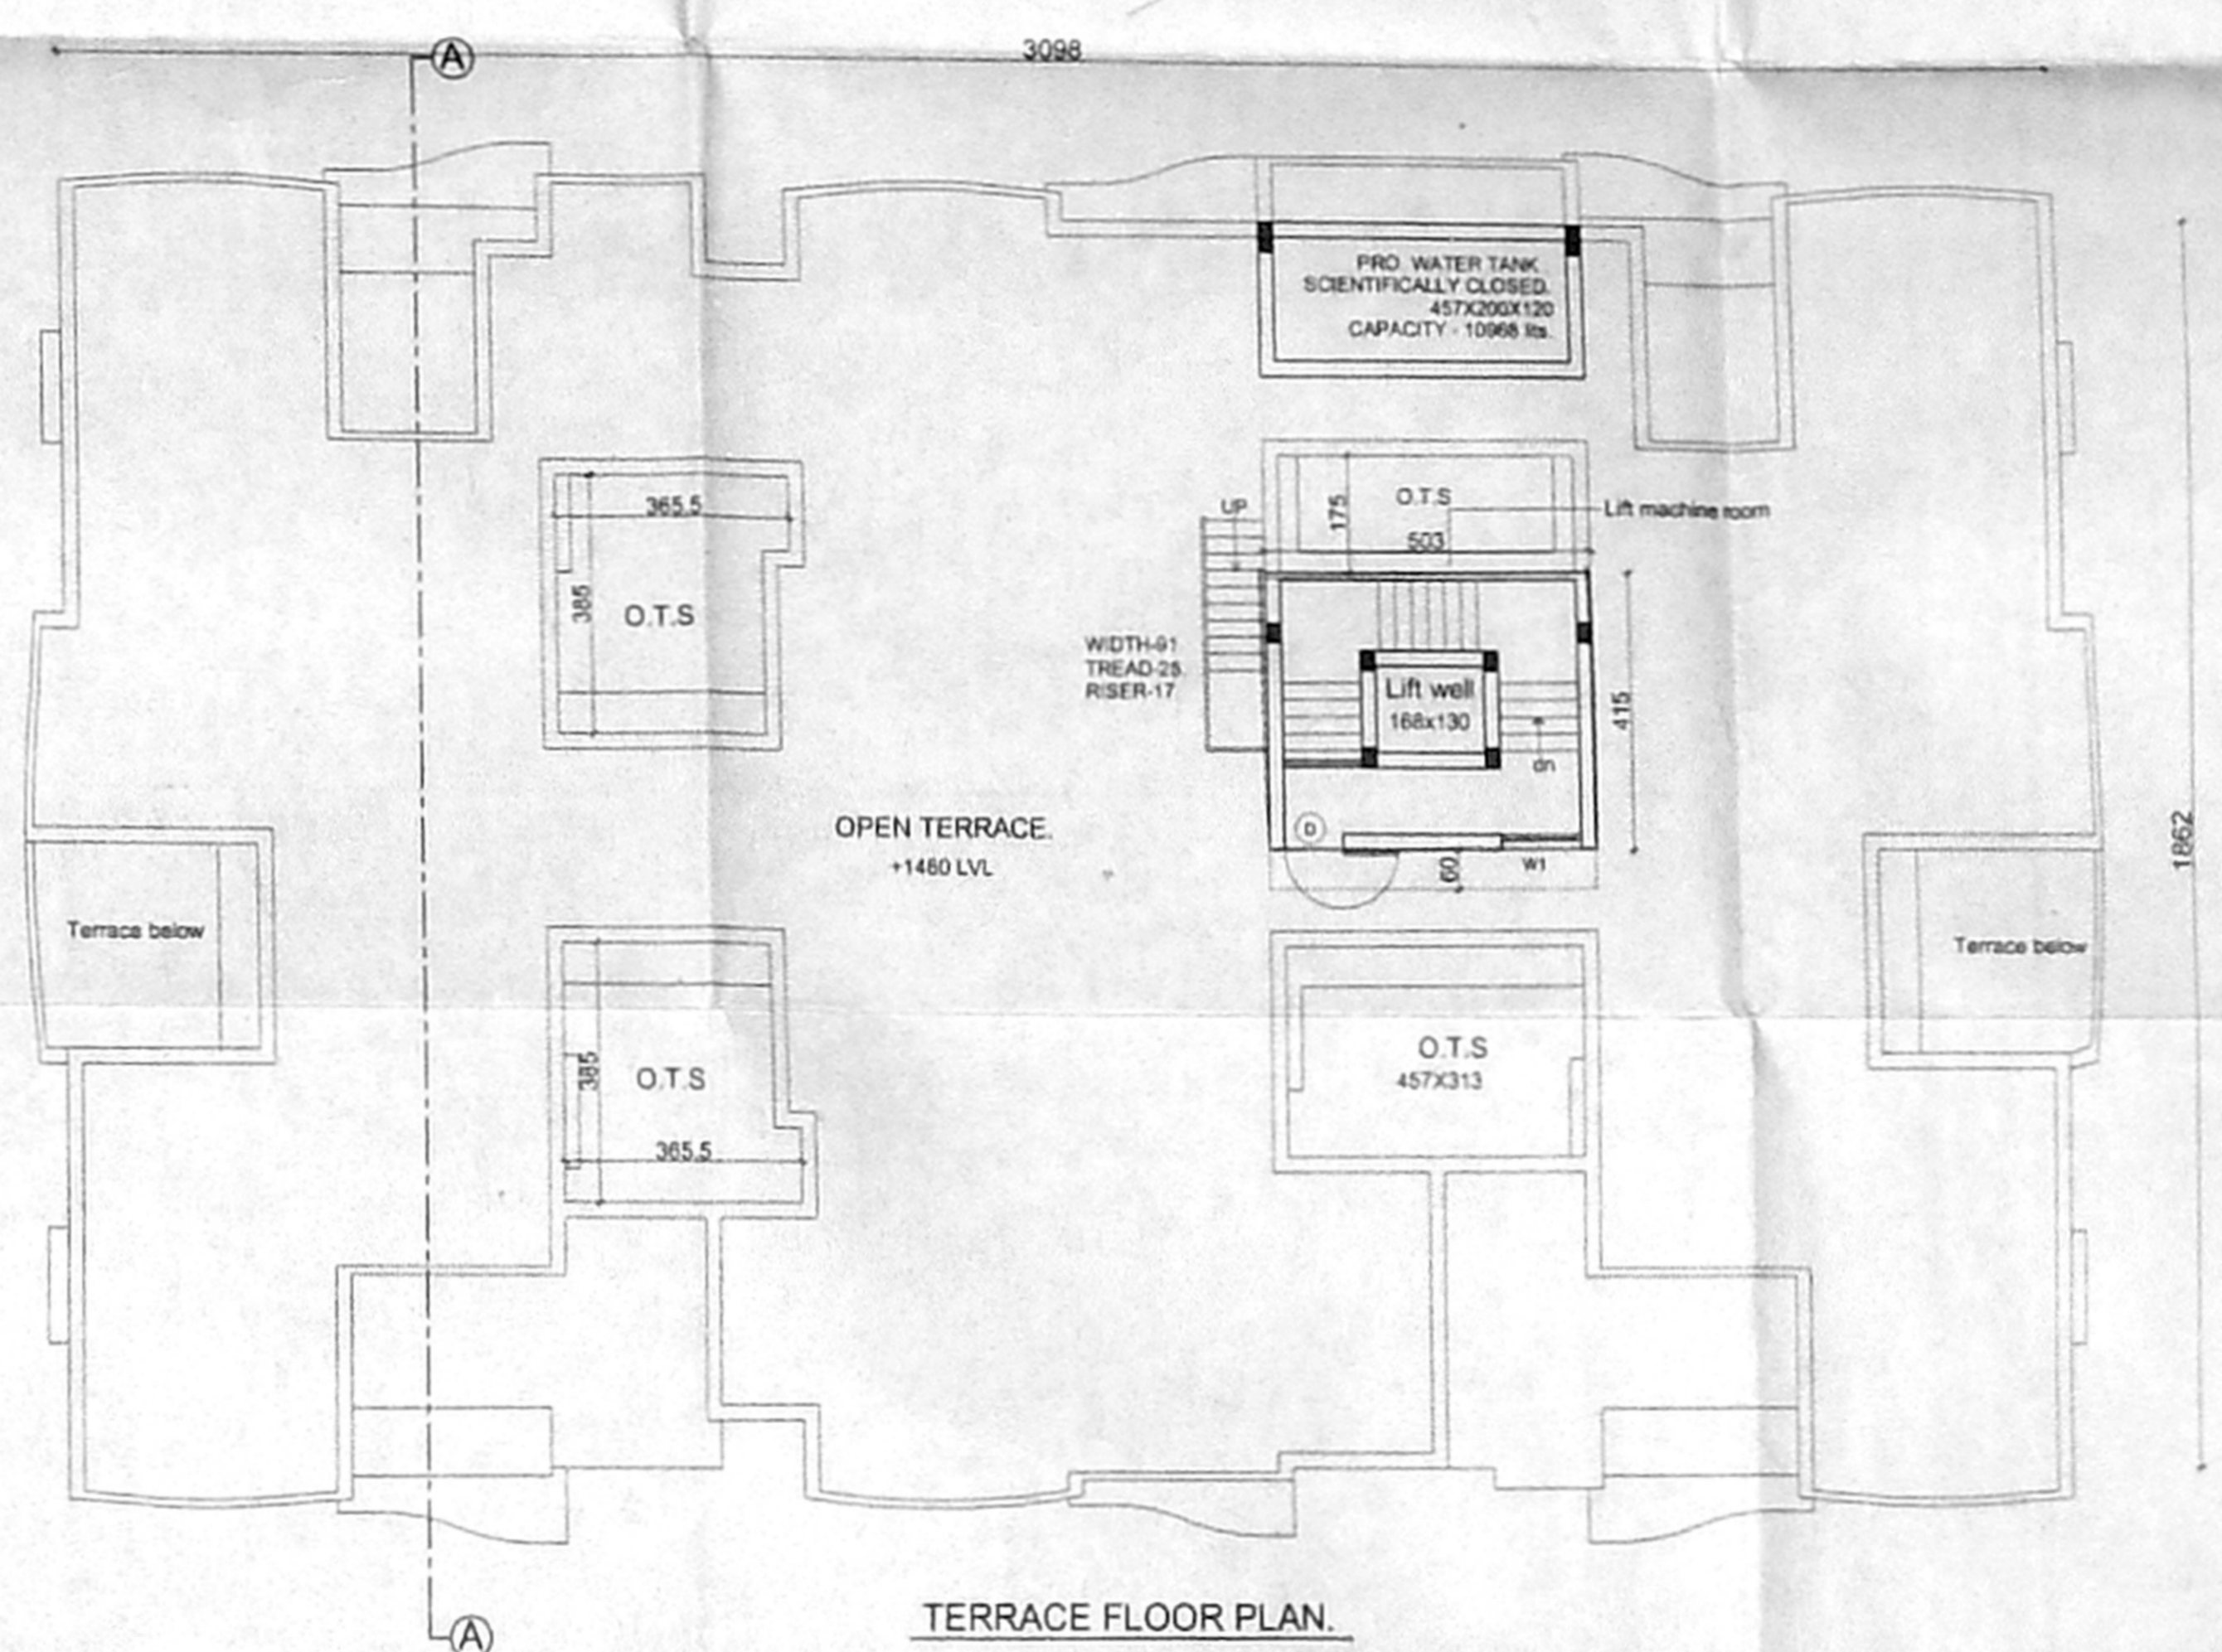 A
3098
PRO. WATER TANK
SCIENTIFICALLY CLOSED.
457X200X120
CAPACITY - 10968 lits.
365.5
385
O.T.S
UP
175
O.T.S
503
Lift machine room
WIDTH-91
TREAD-25
RISER-17
Lift well
168x130
dn
415
1862
OPEN TERRACE.
+1460 LVL
D
60
W1
Terrace below
Terrace below
385
O.T.S
365.5
O.T.S
457X313
TERRACE FLOOR PLAN.
A